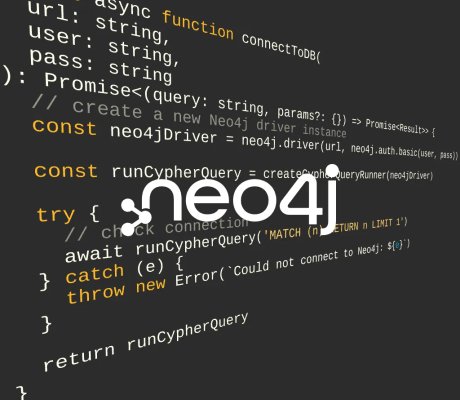 async function connectToDB(
url: string,
user: string,
pass: string
): Promise<(query: string, params?: {}) => Promise<Result>> {
// create a new Neo4j driver instance
const neo4jDriver = neo4j.driver(url, neo4j.auth.basic(user, pass))
const runCypherQuery = createCypherQueryRunner(neo4jDriver)
neo4j
try {
// check connection
await runCypherQuery('MATCH (n) RETURN n LIMIT 1')
} catch (e) {
throw new Error(`Could not connect to Neo4j: ${e}`)
}
return runCypherQuery
}